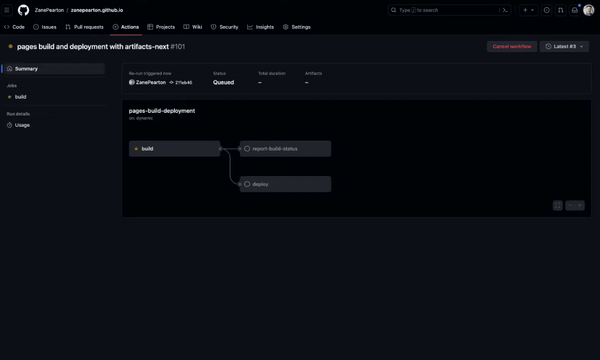 ZanePearton / zanepearton.github.io
Type / to search
Code
Issues
Pull requests
Actions
Projects
Wiki
Security
Insights
Settings
pages build and deployment with artifacts-next #101
Cancel workflow
Latest #3
Summary
Jobs
build
Run details
Usage
Re-run triggered now
ZanePearton
Status
Queued
Total duration
–
Artifacts
–
pages-build-deployment
on: dynamic
build
report-build-status
deploy